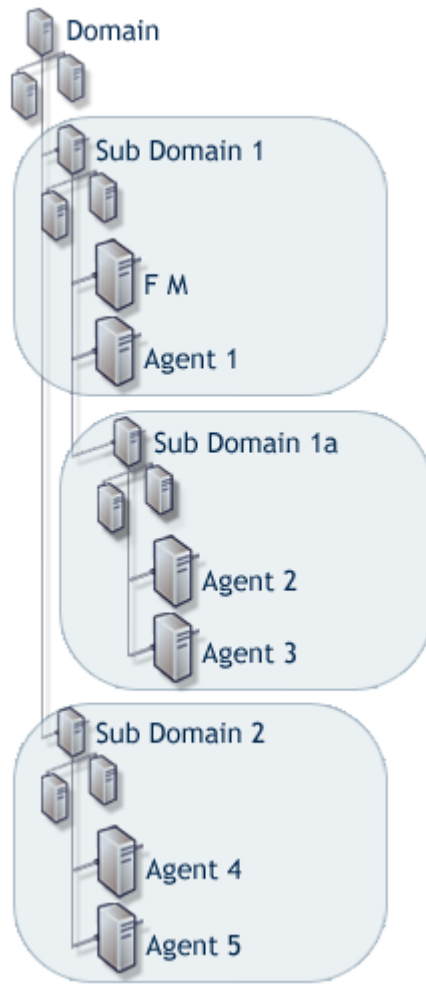 Domain
Sub Domain 1
F M
Agent 1
Sub Domain 1a
Agent 2
Agent 3
Sub Domain 2
Agent 4
Agent 5